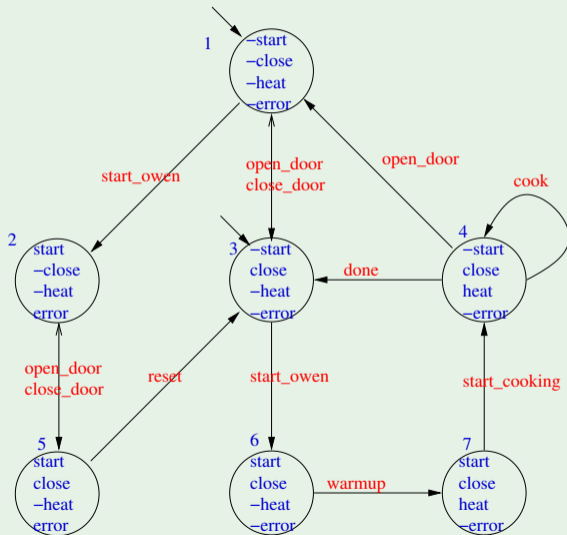 1
−start
−close
−heat
−error
start_owen
open_door
close_door
open_door
cook
2
start
−close
−heat
error
3
−start
close
−heat
−error
done
4
−start
close
heat
−error
open_door
close_door
reset
start_owen
start_cooking
5
start
close
−heat
error
6
start
close
−heat
−error
warmup
7
start
close
heat
−error